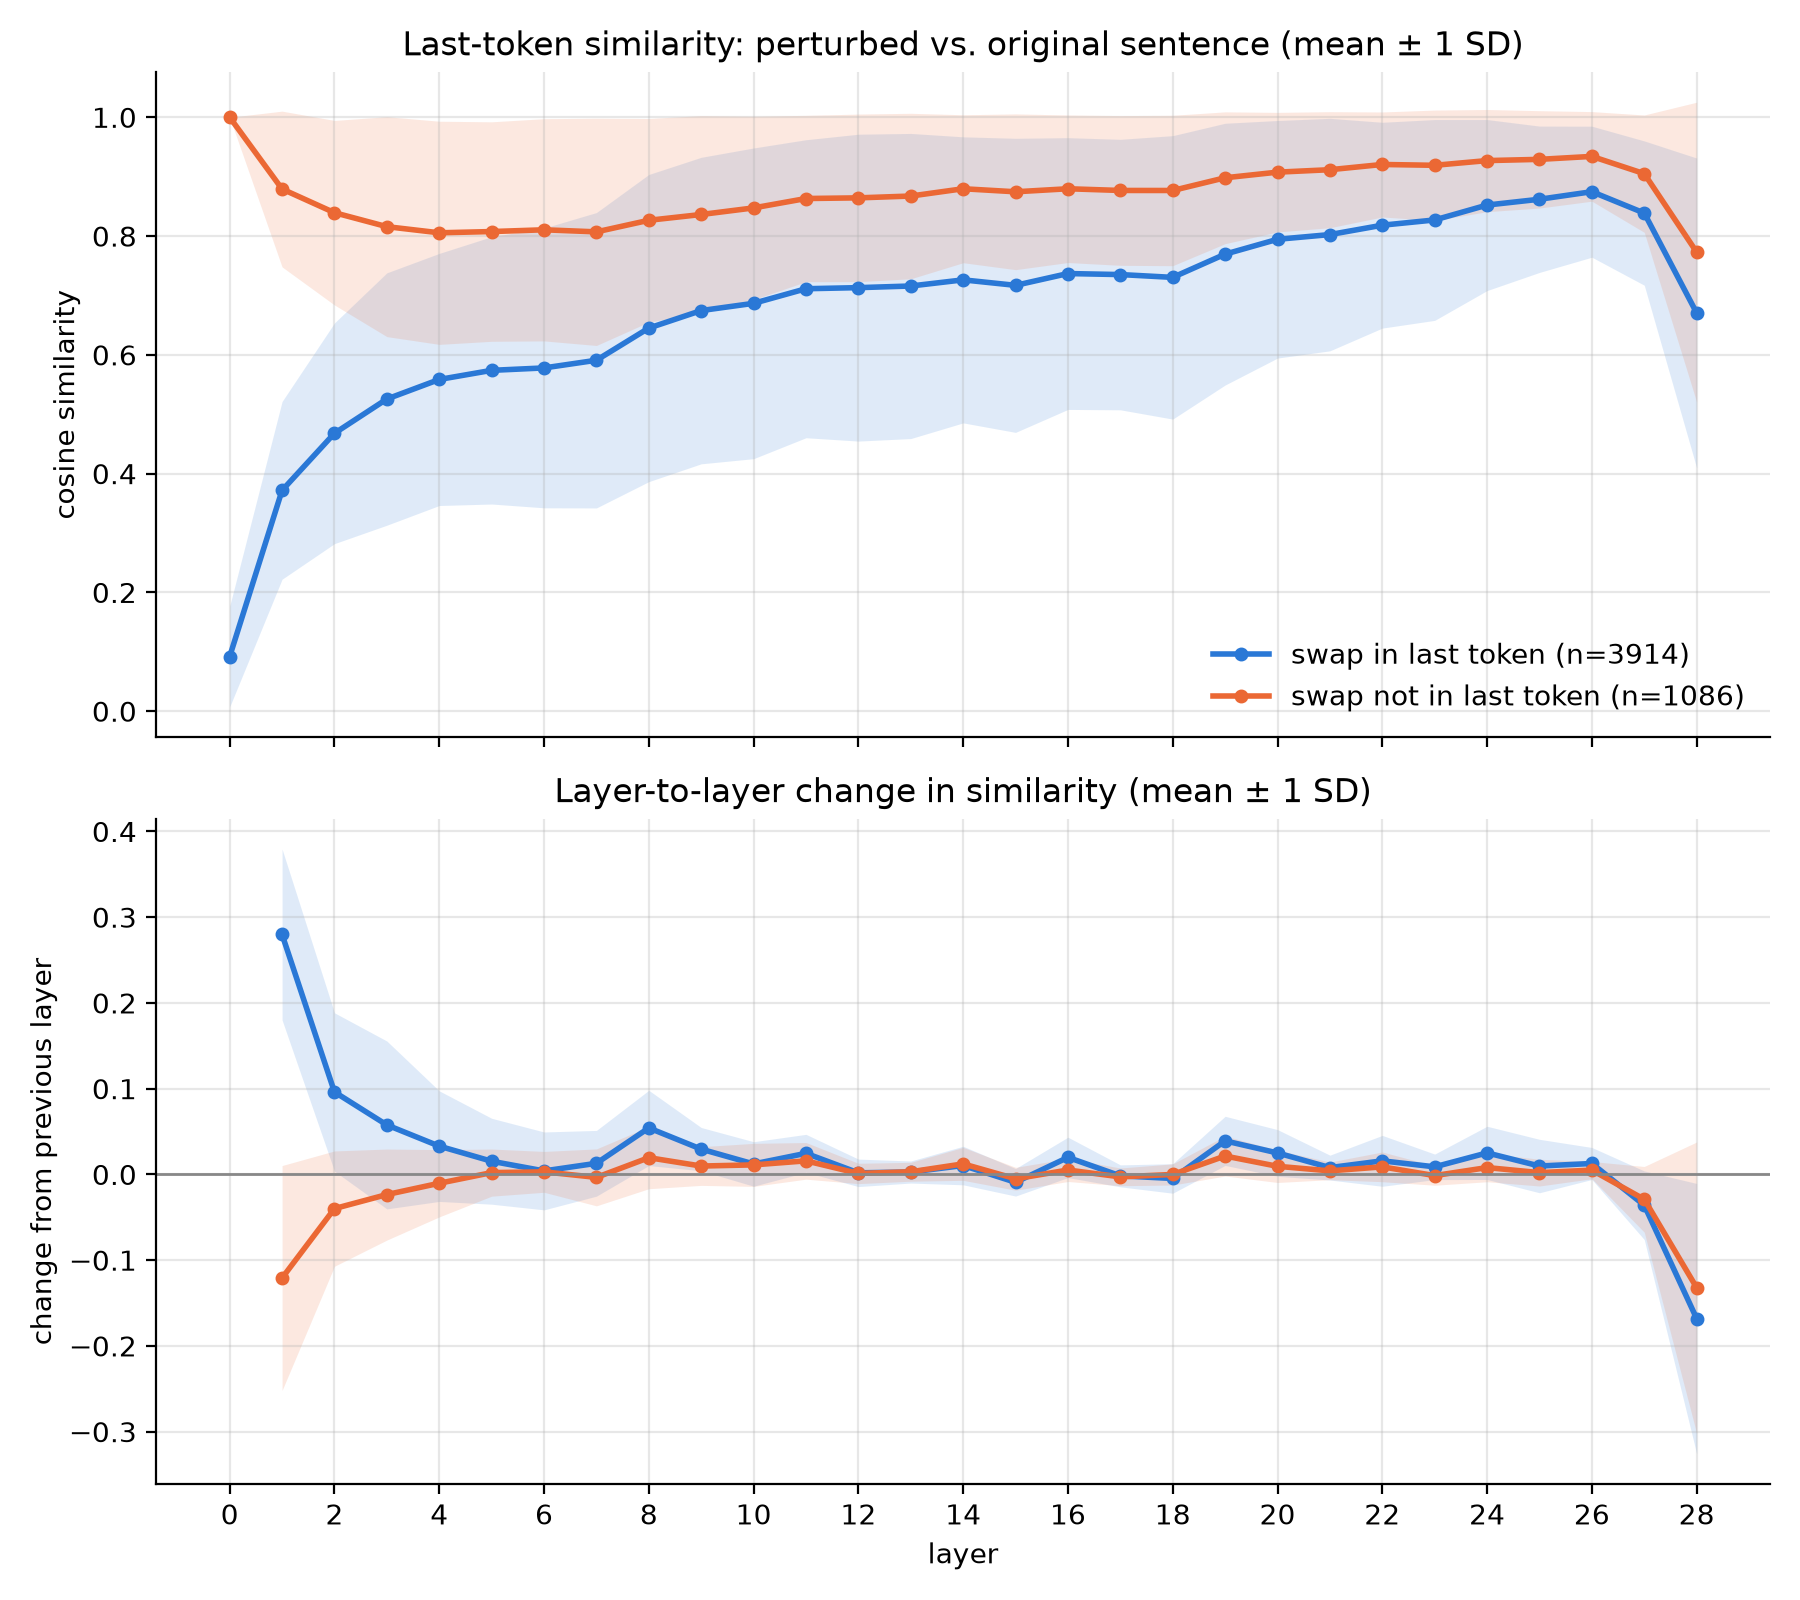 Last-token similarity: perturbed vs. original sentence (mean ± 1 SD)
1.0
0.8
0.6
0.4
0.2
0.0
cosine similarity
swap in last token (n=3914)
swap not in last token (n=1086)
Layer-to-layer change in similarity (mean ± 1 SD)
0.4
0.3
0.2
0.1
0.0
−0.1
−0.2
−0.3
change from previous layer
0 2 4 6 8 10 12 14 16 18 20 22 24 26 28
layer